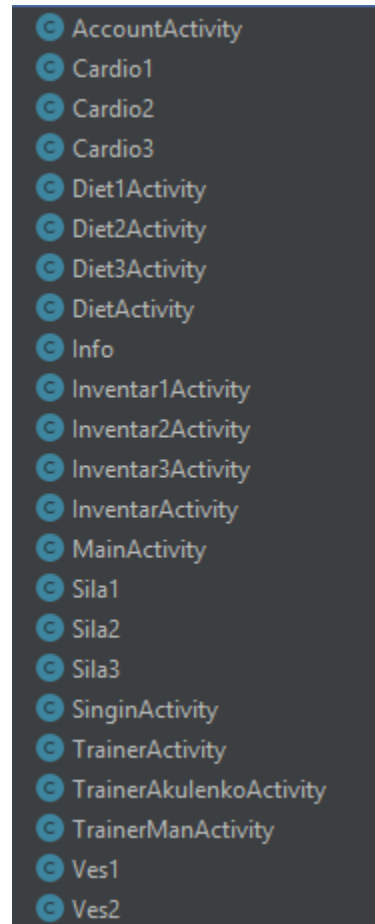 AccountActivity
Cardio1
Cardio2
Cardio3
Diet1Activity
Diet2Activity
Diet3Activity
DietActivity
Info
Inventar1Activity
Inventar2Activity
Inventar3Activity
InventarActivity
MainActivity
Sila1
Sila2
Sila3
SinginActivity
TrainerActivity
TrainerAkulenkoActivity
TrainerManActivity
Ves1
Ves2